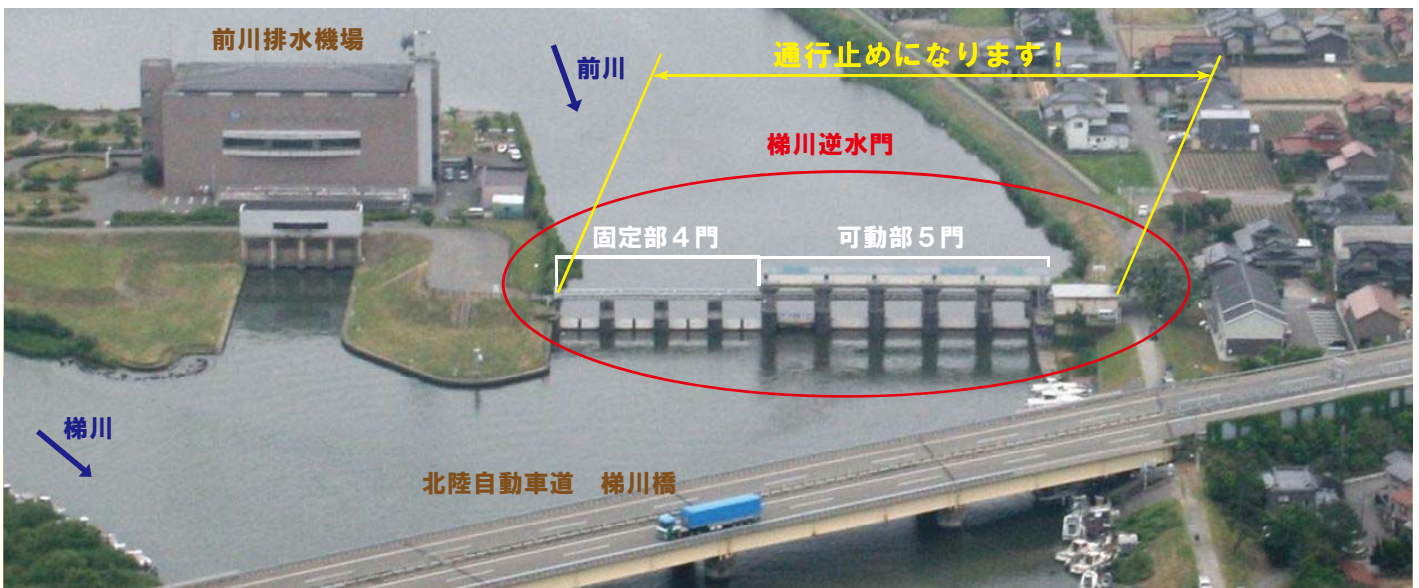 前川排水機場
前川
通行止めになります！
梯川逆水門
固定部４門
可動部５門
梯川
北陸自動車道　梯川橋